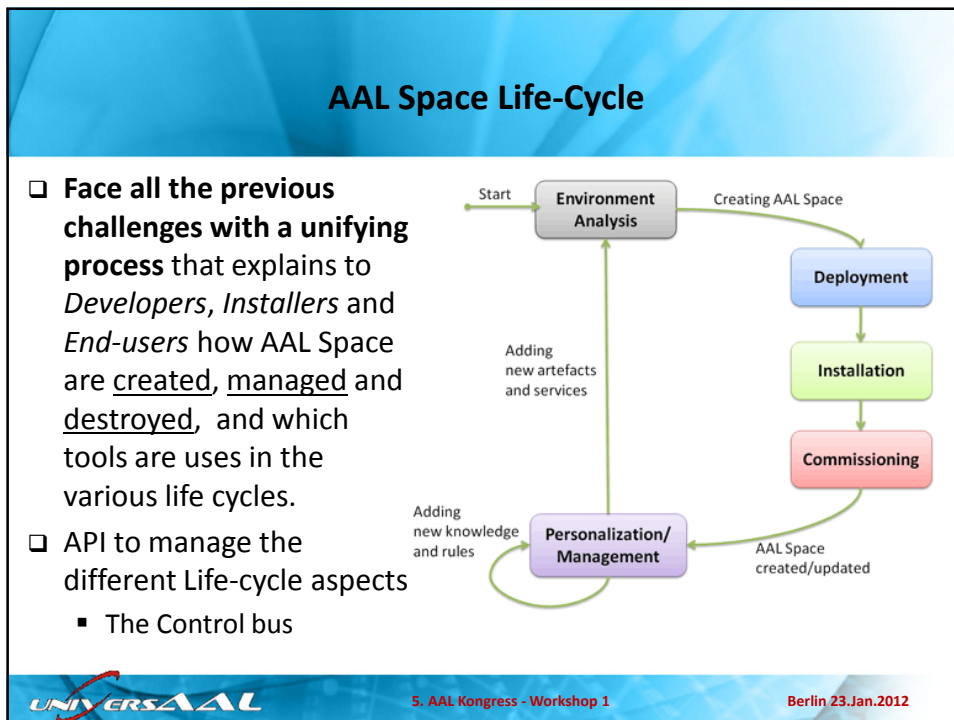 AAL Space Life-Cycle
❑ Face all the previous
challenges with a unifying
process that explains to
Developers, Installers and
End-users how AAL Space
are created, managed and
destroyed, and which
tools are uses in the
various life cycles.
❑ API to manage the
different Life-cycle aspects
▪ The Control bus
Start
Environment
Analysis
Creating AAL Space
Deployment
Installation
Commissioning
AAL Space
created/updated
Personalization/
Management
Adding
new knowledge
and rules
Adding
new artefacts
and services
UNIVERSAAL
5. AAL Kongress - Workshop 1
Berlin 23.Jan.2012